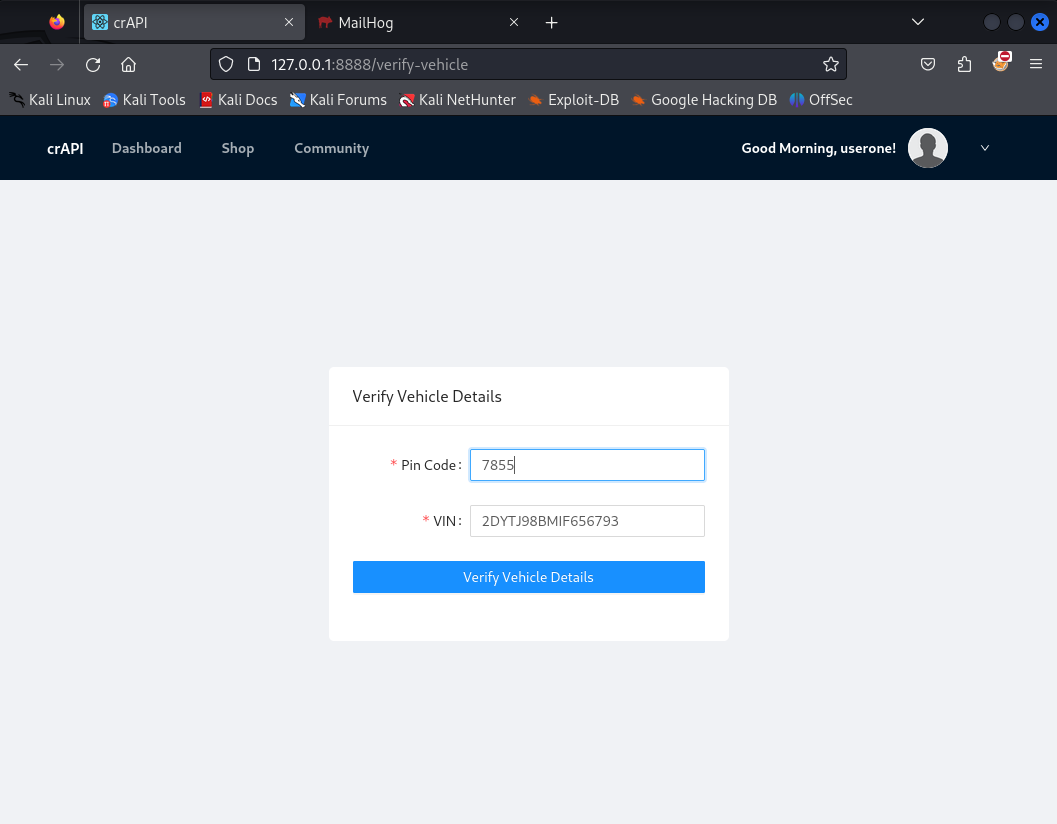 crAPI
MailHog
127.0.0.1:8888/verify-vehicle
Kali Linux Kali Tools Kali Docs Kali Forums Kali NetHunter Exploit-DB Google Hacking DB OffSec
crAPI Dashboard Shop Community Good Morning, userone!
Verify Vehicle Details
* Pin Code: 7855
* VIN: 2DYTJ98BMIF656793
Verify Vehicle Details